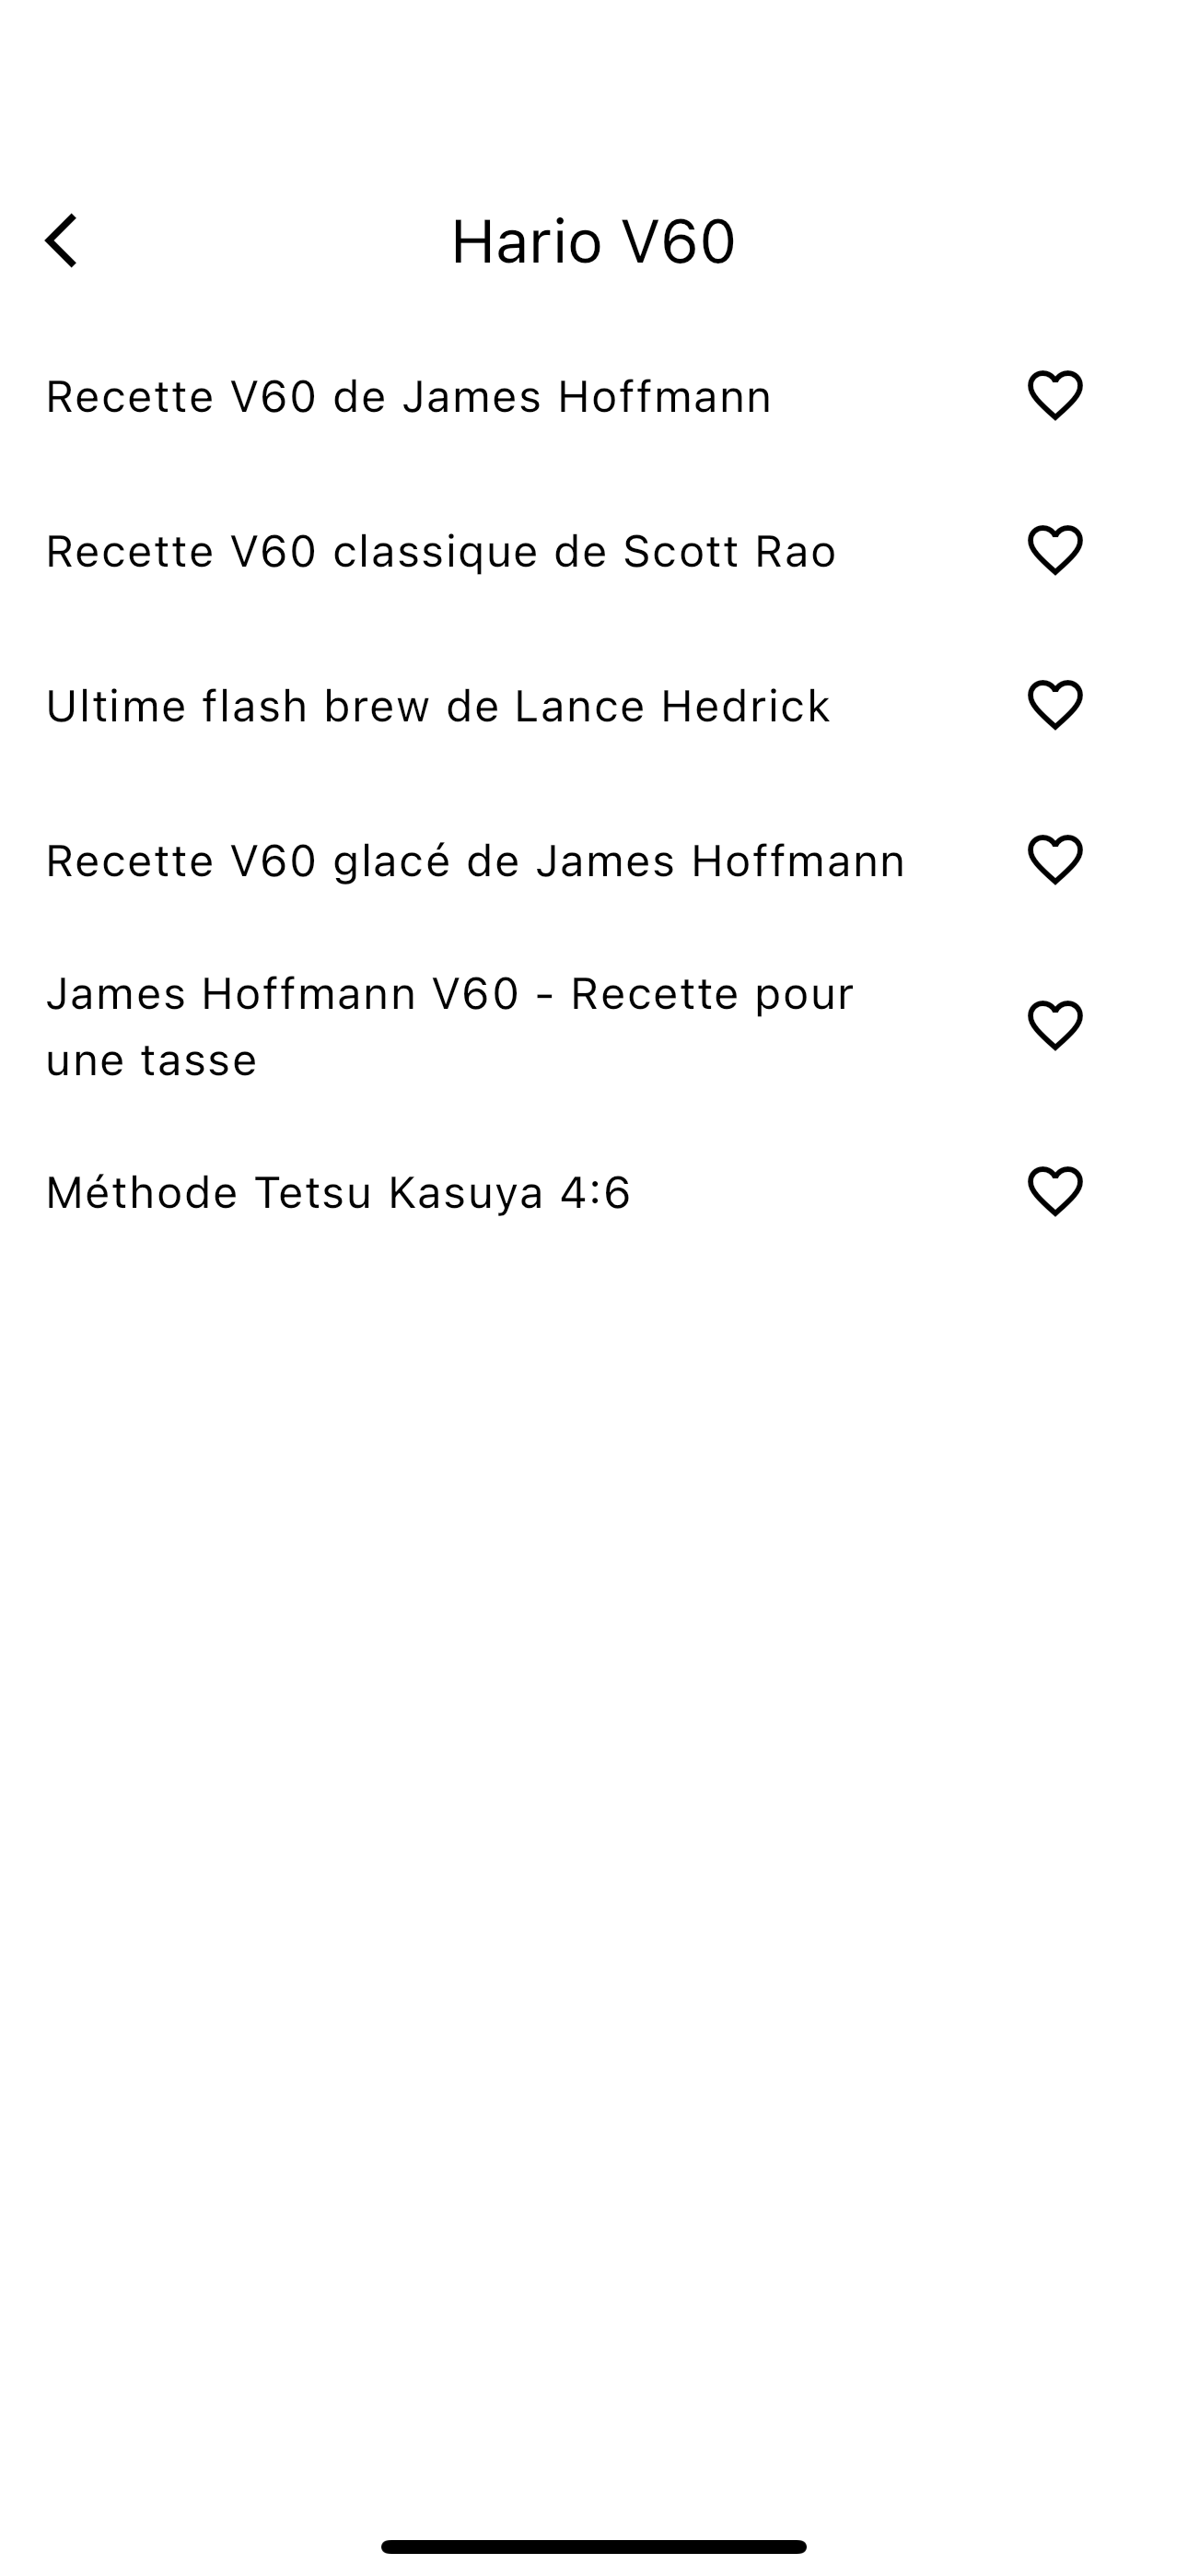 Hario V60
Recette V60 de James Hoffmann
Recette V60 classique de Scott Rao
Ultime flash brew de Lance Hedrick
Recette V60 glacé de James Hoffmann
James Hoffmann V60 - Recette pour
une tasse
Méthode Tetsu Kasuya 4:6